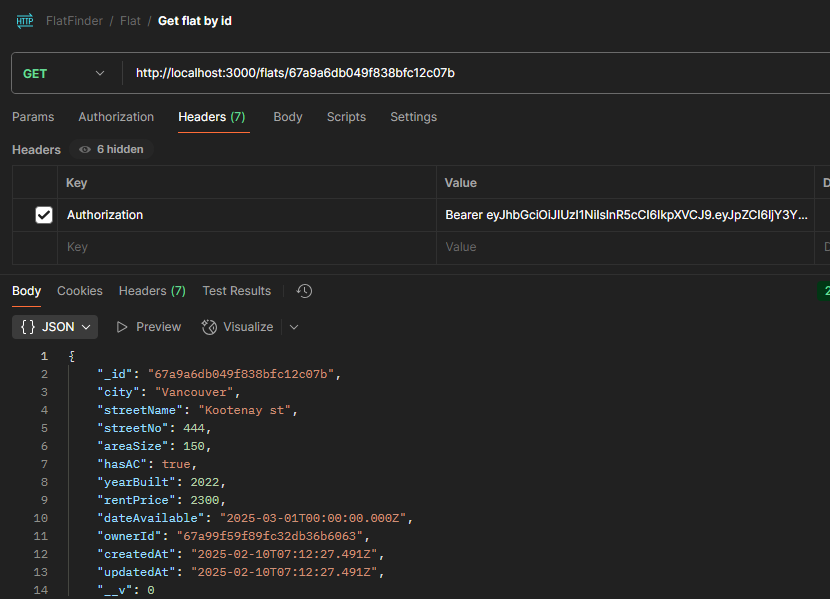 HTTP FlatFinder / Flat / Get flat by id
GET http://localhost:3000/flats/67a9a6db049f838bfc12c07b
Params Authorization Headers (7) Body Scripts Settings
Headers 6 hidden
Key Value D
Authorization Bearer eyJhbGciOiJIUzI1NiIsInR5cCI6IkpXVCJ9.eyJpZCI6IjY3Y...
Key Value D
Body Cookies Headers (7) Test Results 2
{} JSON Preview Visualize
1 {
2 "_id": "67a9a6db049f838bfc12c07b",
3 "city": "Vancouver",
4 "streetName": "Kootenay st",
5 "streetNo": 444,
6 "areaSize": 150,
7 "hasAC": true,
8 "yearBuilt": 2022,
9 "rentPrice": 2300,
10 "dateAvailable": "2025-03-01T00:00:00.000Z",
11 "ownerId": "67a99f59f89fc32db36b6063",
12 "createdAt": "2025-02-10T07:12:27.491Z",
13 "updatedAt": "2025-02-10T07:12:27.491Z",
14 "__v": 0